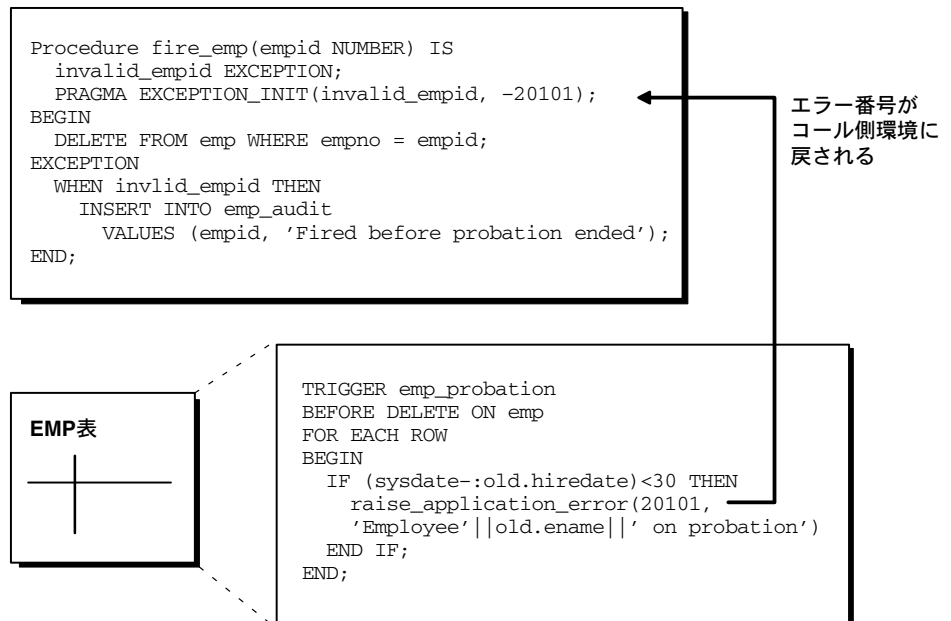 Procedure fire_emp(empid NUMBER) IS
invalid_empid EXCEPTION;
PRAGMA EXCEPTION_INIT(invalid_empid, −20101);
BEGIN
DELETE FROM emp WHERE empno = empid;
EXCEPTION
WHEN invlid_empid THEN
INSERT INTO emp_audit
VALUES (empid, ’Fired before probation ended’);
END;
エラー番号が
コール側環境に
戻される
EMP表
TRIGGER emp_probation
BEFORE DELETE ON emp
FOR EACH ROW
BEGIN
IF (sysdate−:old.hiredate)<30 THEN
raise_application_error(20101,
’Employee’||old.ename||’ on probation’)
END IF;
END;